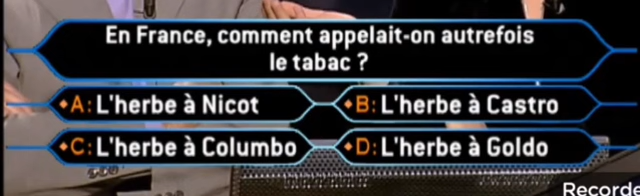 En France, comment appelait-on autrefois
le tabac ?
A: L'herbe à Nicot
B: L'herbe à Castro
C: L'herbe à Columbo
D: L'herbe à Goldo
Recorde